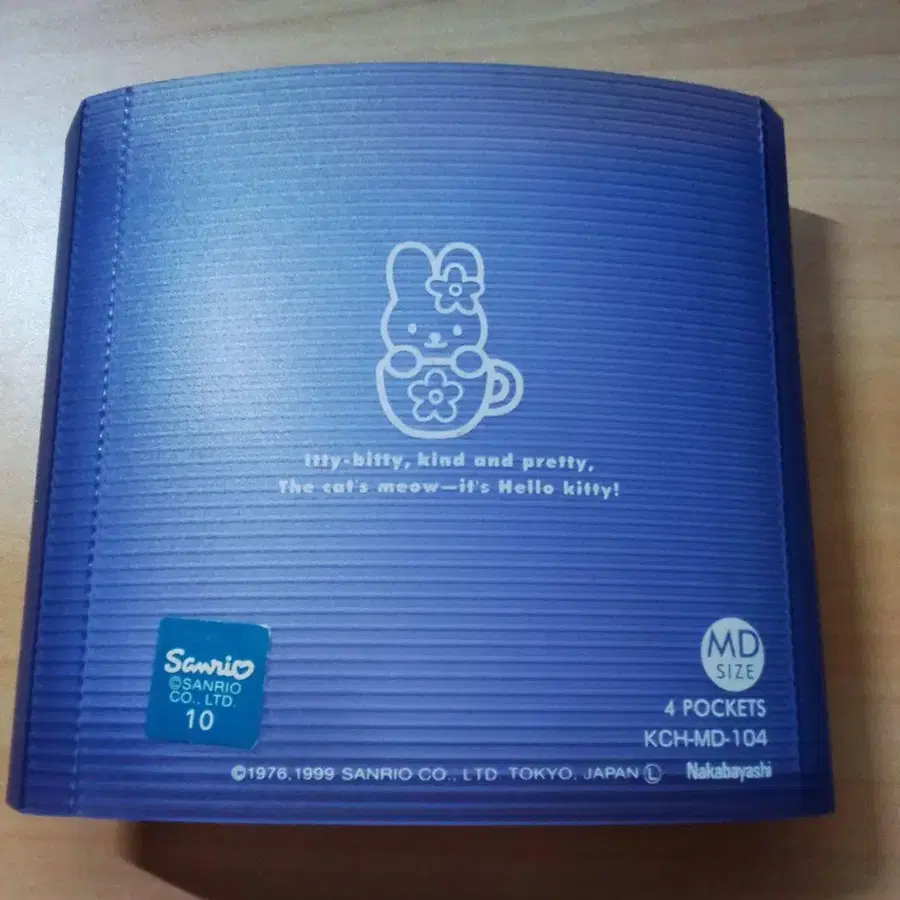 Itty-bitty, kind and pretty,
The cat's meow—it's Hello kitty!
Sanrio
©SANRIO
CO., LTD.
10
MD
SIZE
4 POCKETS
KCH-MD-104
©1976, 1999 SANRIO CO., LTD. TOKYO, JAPAN Ⓛ Nakabayashi